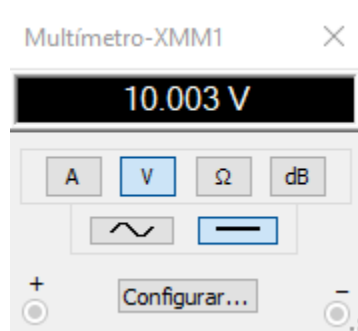 Multímetro-XMM1
10.003 V
A V Ω dB
+ Configurar... –